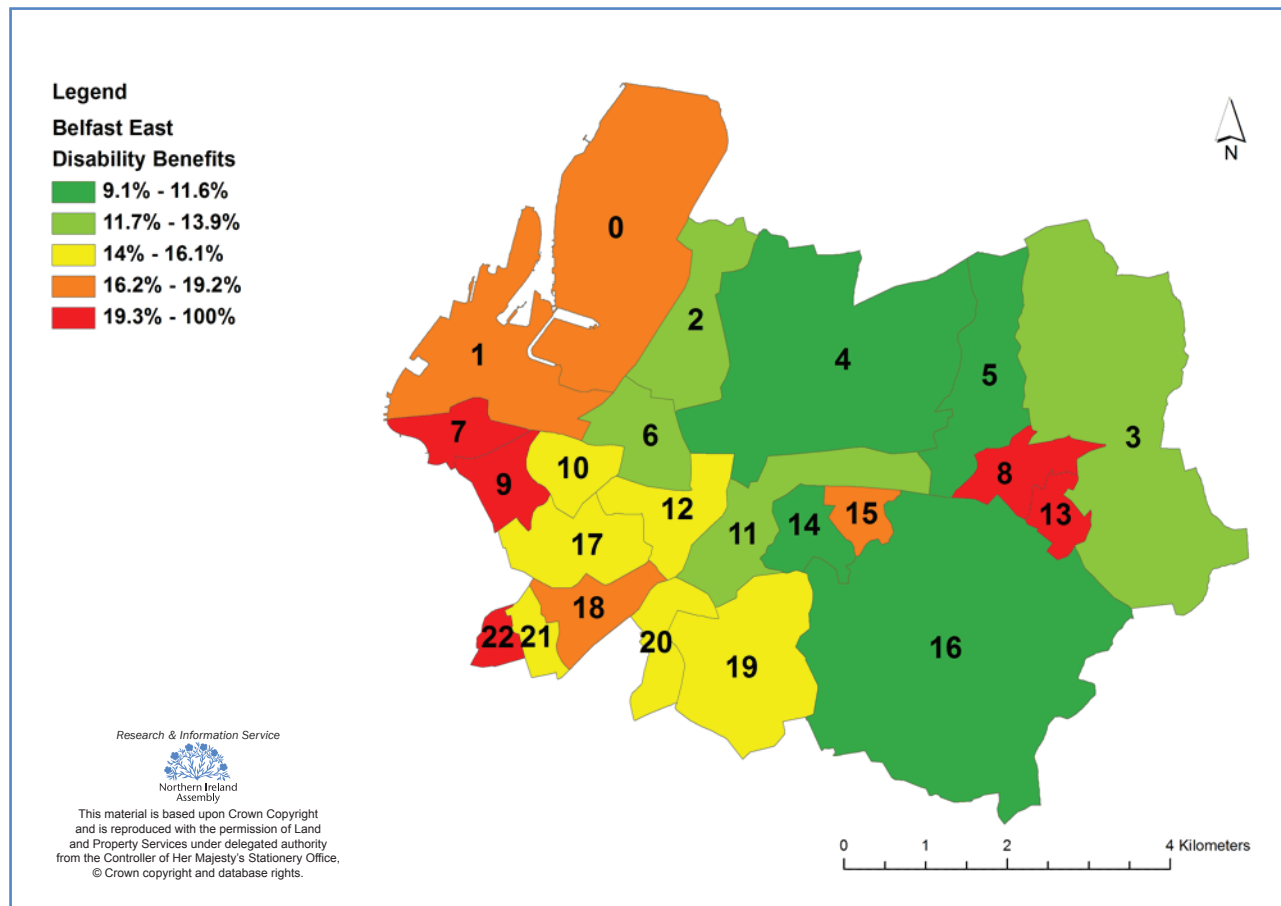 Legend
Belfast East
Disability Benefits
9.1% - 11.6%
11.7% - 13.9%
14% - 16.1%
16.2% - 19.2%
19.3% - 100%
N
0
1
2
3
4
5
6
7
8
9
10
11
12
13
14
15
16
17
18
19
20
21
22
Research & Information Service
Northern Ireland
Assembly
This material is based upon Crown Copyright
and is reproduced with the permission of Land
and Property Services under delegated authority
from the Controller of Her Majesty's Stationery Office,
© Crown copyright and database rights.
0 1 2 4 Kilometers